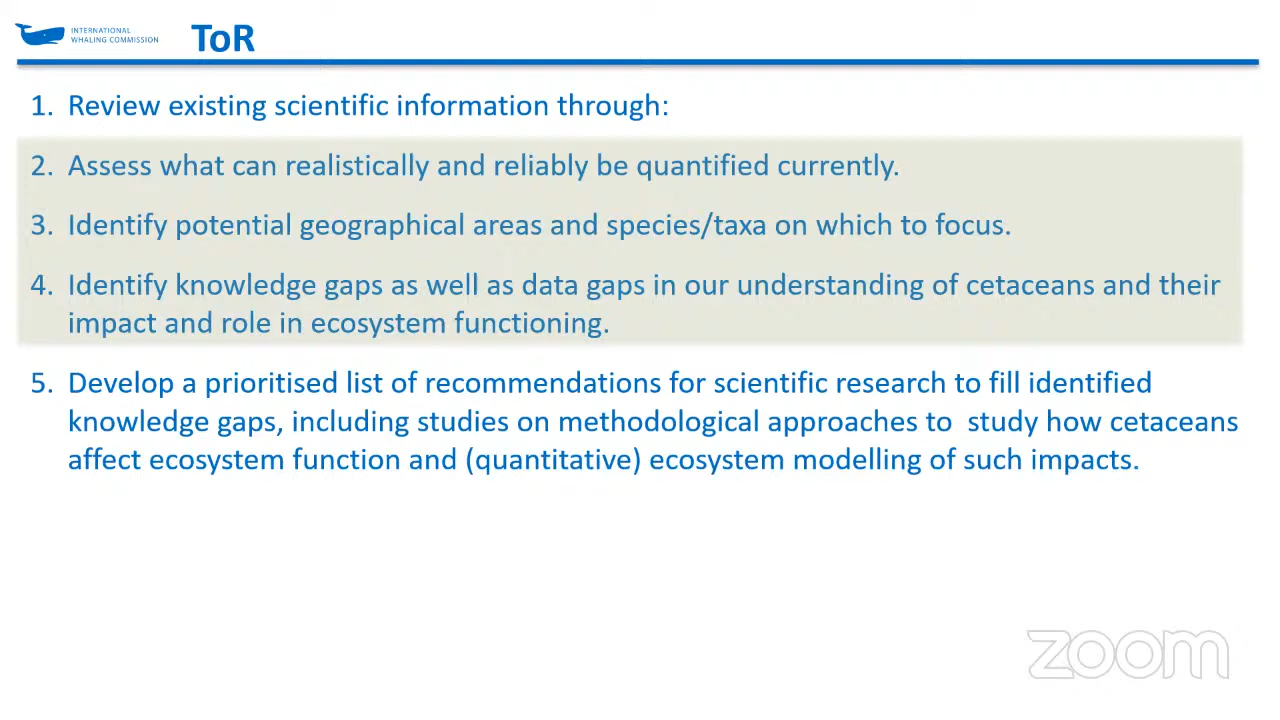 INTERNATIONAL
WHALING COMMISSION
ToR
1. Review existing scientific information through:
2. Assess what can realistically and reliably be quantified currently.
3. Identify potential geographical areas and species/taxa on which to focus.
4. Identify knowledge gaps as well as data gaps in our understanding of cetaceans and their
impact and role in ecosystem functioning.
5. Develop a prioritised list of recommendations for scientific research to fill identified
knowledge gaps, including studies on methodological approaches to  study how cetaceans
affect ecosystem function and (quantitative) ecosystem modelling of such impacts.
zoom